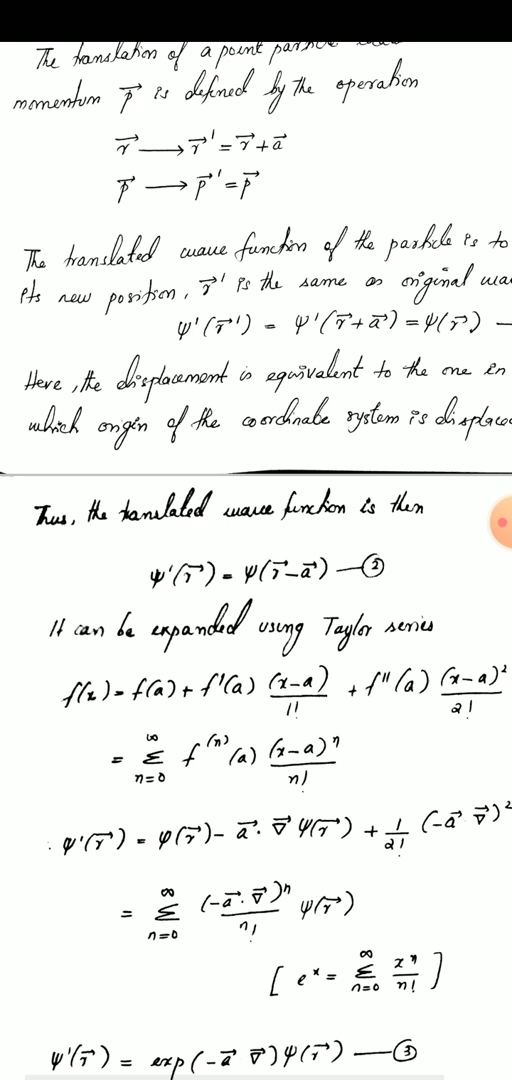 The translation of a point particle
momentum p⃗ is defined by the operation
r⃗ ⟶ r⃗' = r⃗ + a⃗
p⃗ ⟶ p⃗' = p⃗
The translated wave function of the particle is to
its new position, r⃗' is the same as original wa
ψ'(r⃗') = ψ'(r⃗ + a⃗) = ψ(r⃗) —
Here, the displacement is equivalent to the one in
which origin of the coordinate system is displace
Thus, the translated wave function is then
ψ'(r⃗) = ψ(r⃗ - a⃗) — ②
It can be expanded using Taylor series
f(x) = f(a) + f'(a) (x-a)/1! + f''(a) (x-a)²/2!
= Σ_{n=0}^{∞} f^{(n)}(a) (x-a)^n/n!
∴ ψ'(r⃗) = ψ(r⃗) - a⃗. ∇⃗ ψ(r⃗) + 1/2! (-a⃗. ∇⃗)²
= Σ_{n=0}^{∞} (-a⃗. ∇⃗)^n/n! ψ(r⃗)
[ e^x = Σ_{n=0}^{∞} x^n/n! ]
ψ'(r⃗) = exp(-a⃗ ∇⃗) ψ(r⃗) — ③